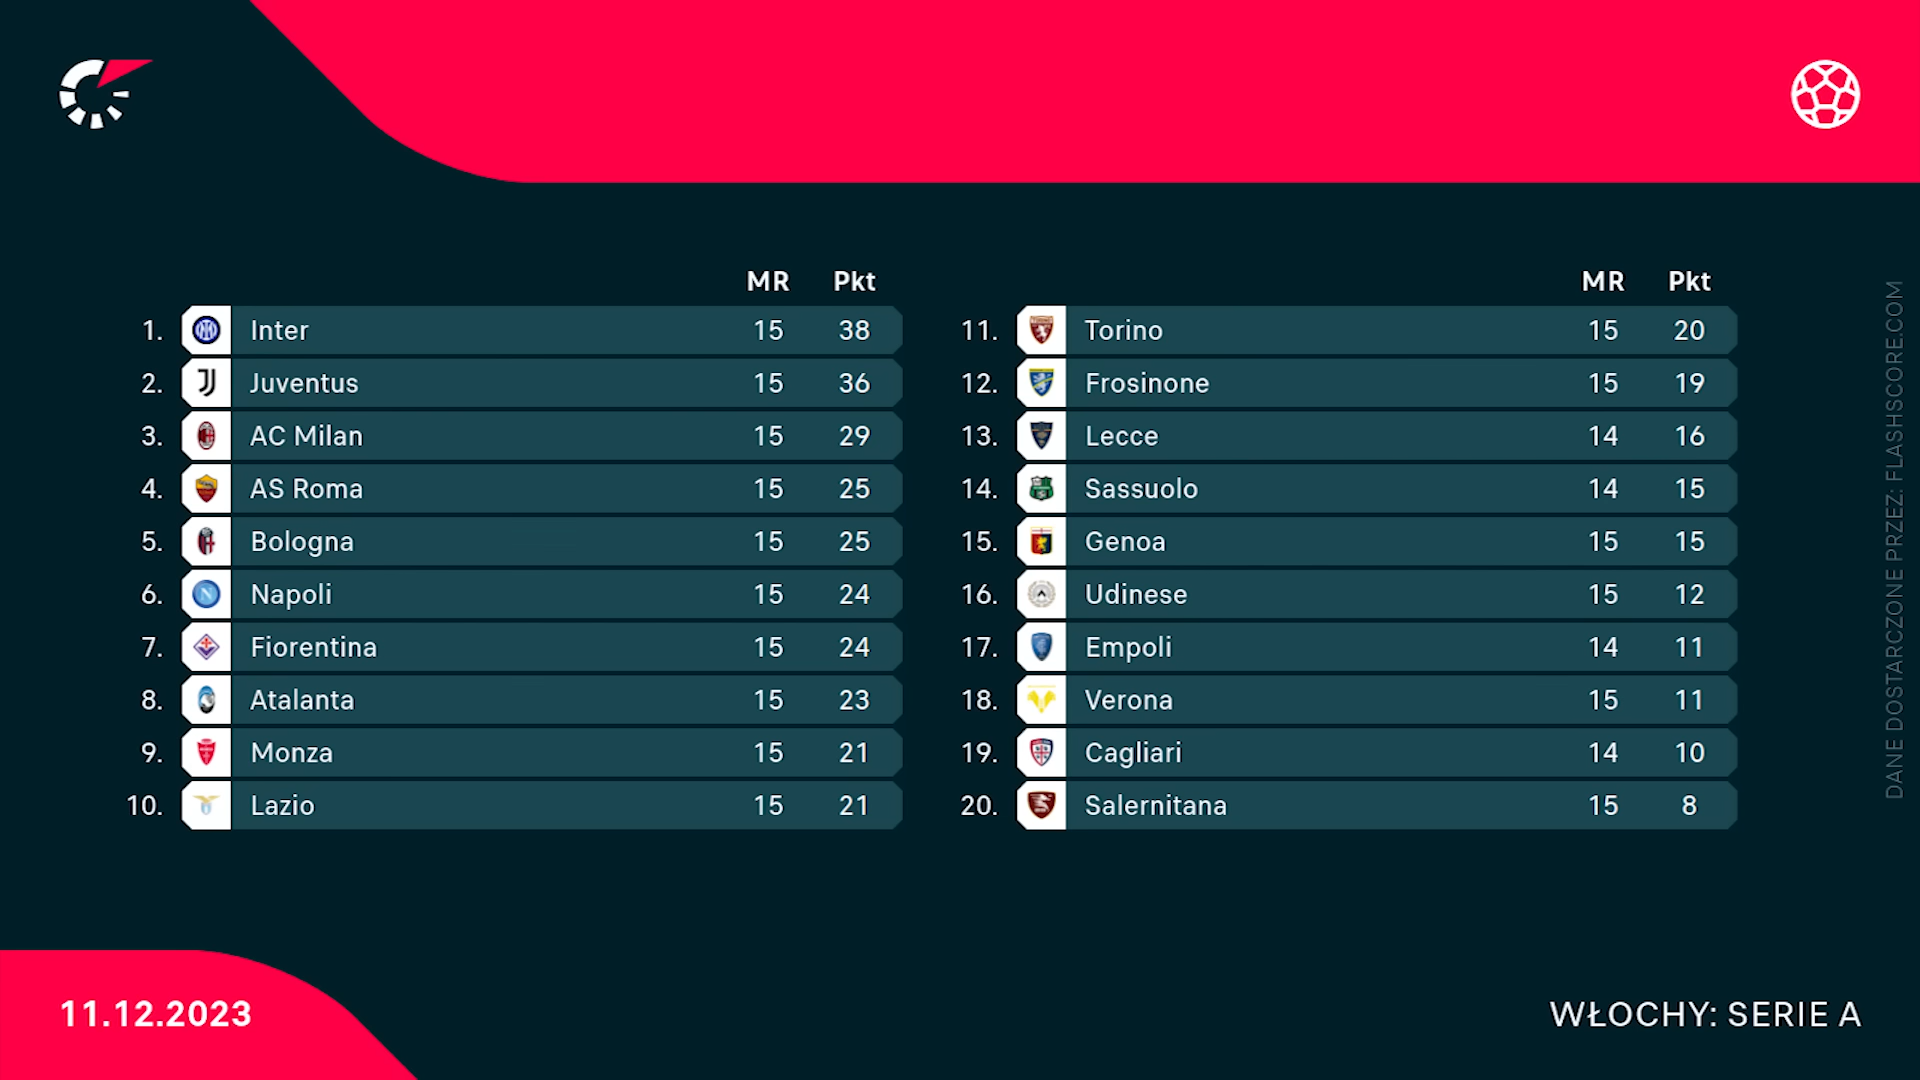 MR Pkt
1. Inter 15 38
2. Juventus 15 36
3. AC Milan 15 29
4. AS Roma 15 25
5. Bologna 15 25
6. Napoli 15 24
7. Fiorentina 15 24
8. Atalanta 15 23
9. Monza 15 21
10. Lazio 15 21
MR Pkt
11. Torino 15 20
12. Frosinone 15 19
13. Lecce 14 16
14. Sassuolo 14 15
15. Genoa 15 15
16. Udinese 15 12
17. Empoli 14 11
18. Verona 15 11
19. Cagliari 14 10
20. Salernitana 15 8
DANE DOSTARCZONE PRZEZ: FLASHSCORE.COM
11.12.2023
WŁOCHY: SERIE A